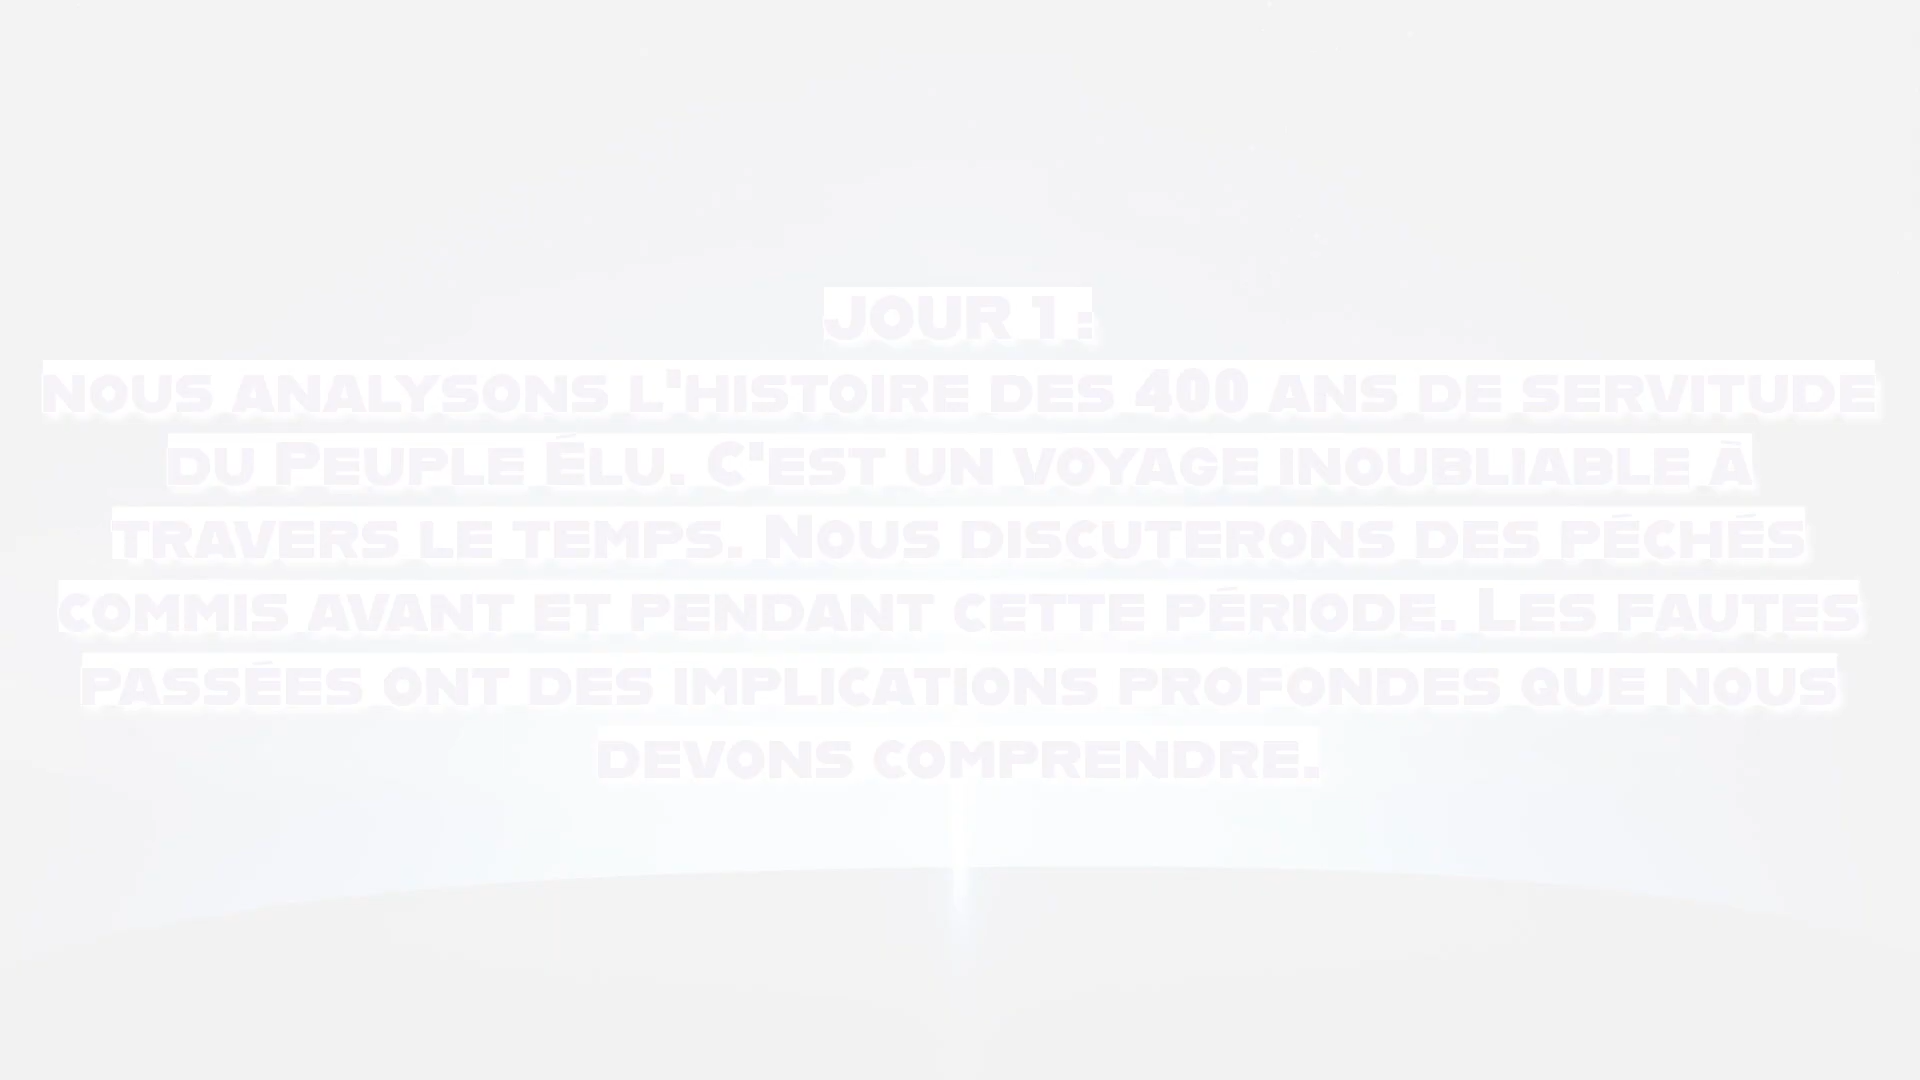 JOUR 1 :
NOUS ANALYSONS L'HISTOIRE DES 400 ANS DE SERVITUDE
DU PEUPLE ÉLU. C'EST UN VOYAGE INOUBLIABLE À
TRAVERS LE TEMPS. NOUS DISCUTERONS DES PÉCHÉS
COMMIS AVANT ET PENDANT CETTE PÉRIODE. LES FAUTES
PASSÉES ONT DES IMPLICATIONS PROFONDES QUE NOUS
DEVONS COMPRENDRE.